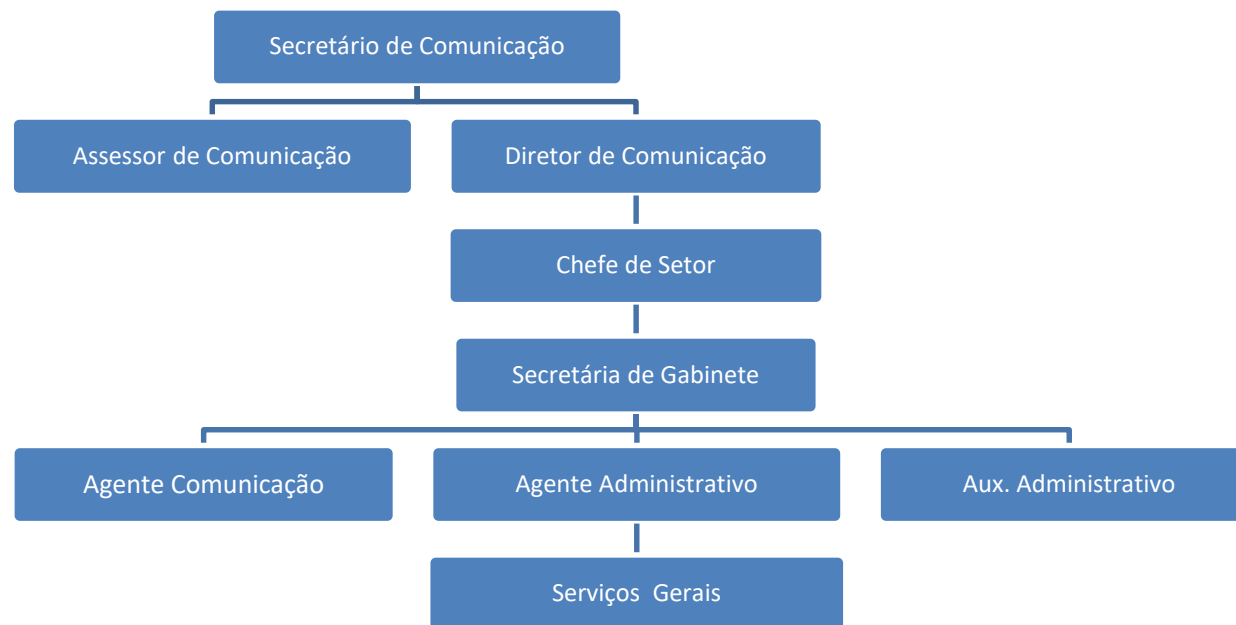 Secretário de Comunicação
Assessor de Comunicação
Diretor de Comunicação
Chefe de Setor
Secretária de Gabinete
Agente Comunicação
Agente Administrativo
Aux. Administrativo
Serviços  Gerais